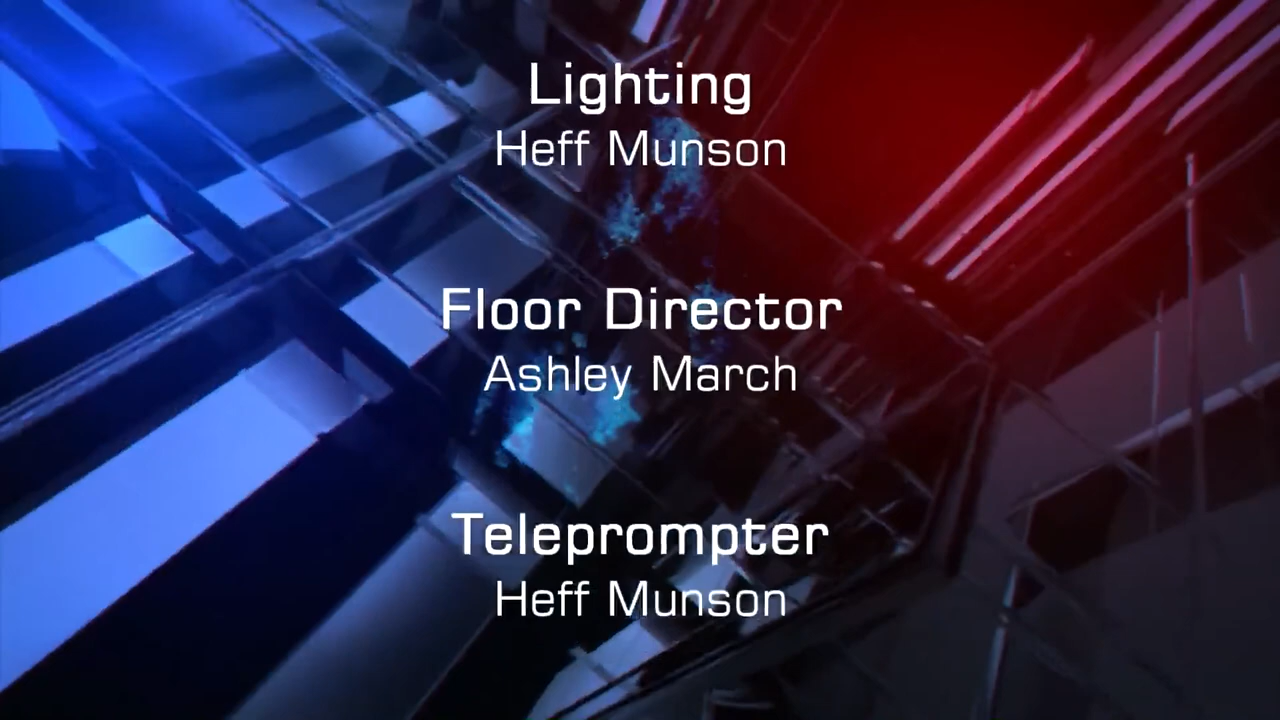 Lighting
Heff Munson
Floor Director
Ashley March
Teleprompter
Heff Munson